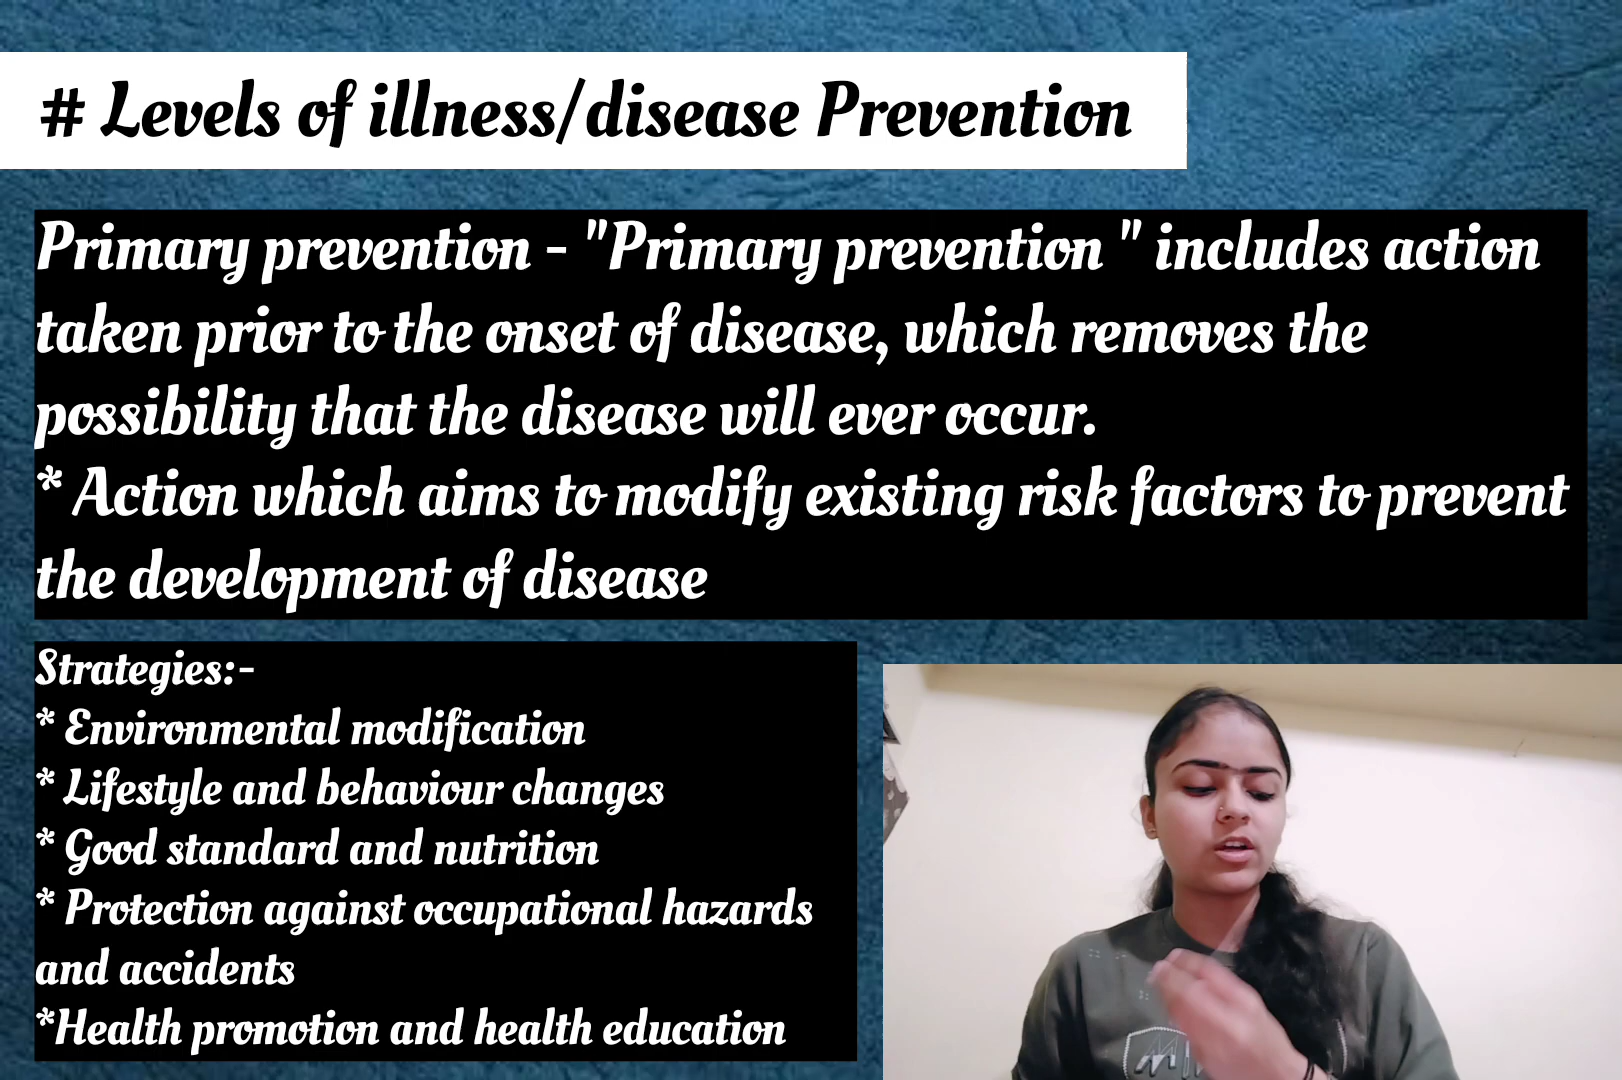 # Levels of illness/disease Prevention
Primary prevention - "Primary prevention " includes action
taken prior to the onset of disease, which removes the
possibility that the disease will ever occur.
* Action which aims to modify existing risk factors to prevent
the development of disease
Strategies:-
* Environmental modification
* Lifestyle and behaviour changes
* Good standard and nutrition
* Protection against occupational hazards
and accidents
*Health promotion and health education